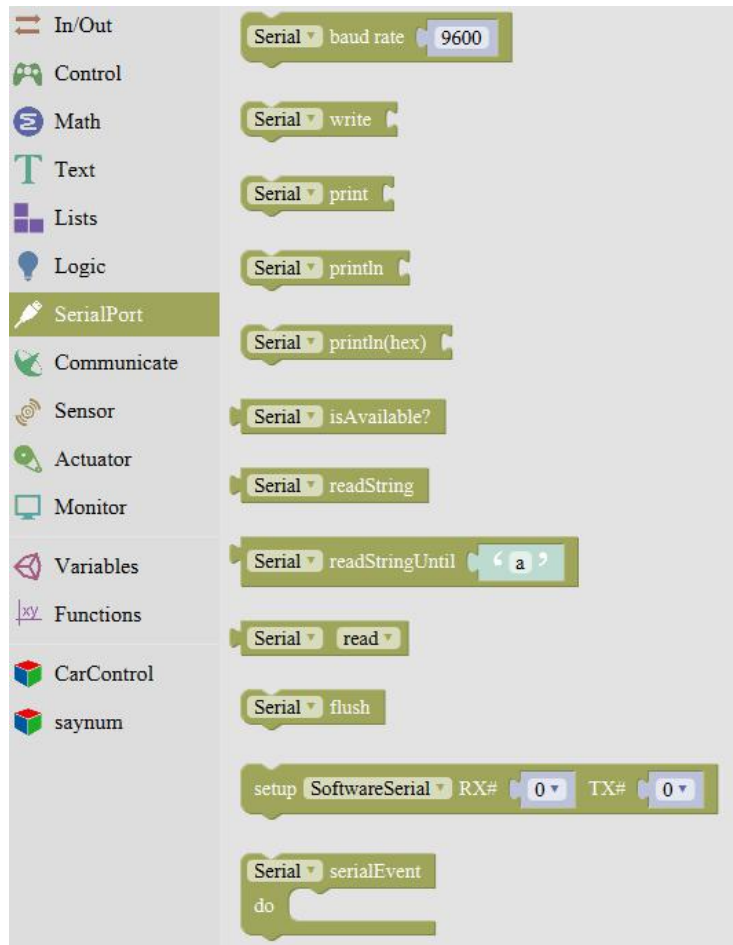 In/Out
Control
Math
Text
Lists
Logic
SerialPort
Communicate
Sensor
Actuator
Monitor
Variables
xy Functions
CarControl
saynum
Serial baud rate 9600
Serial write
Serial print
Serial println
Serial println(hex)
Serial isAvailable?
Serial readString
Serial readStringUntil ‘ a ’
Serial read
Serial flush
setup SoftwareSerial RX# 0 TX# 0
Serial serialEvent
do